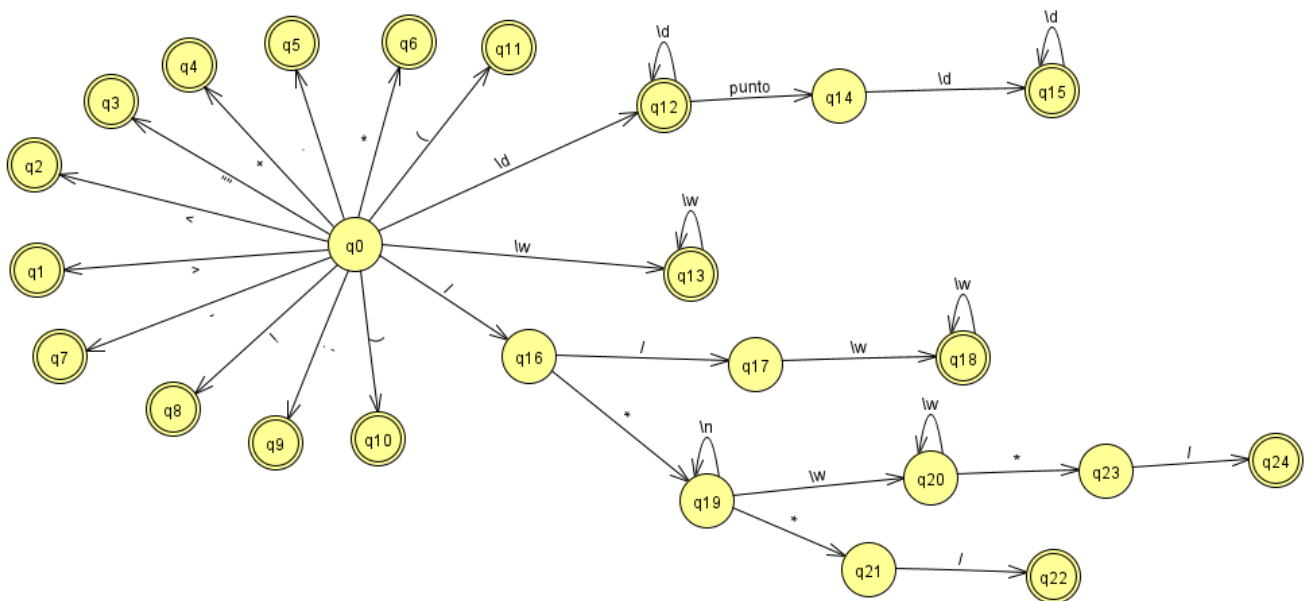 q5
q6
q11
\d
\d
q4
q3
q12
punto
q14
\d
q15
q2
*
\d
<
q0
\w
\w
q13
q1
>
/
\w
q7
q16
/
q17
\w
q18
/
q8
q9
q10
*
\n
\w
q19
\w
q20
*
q23
/
q24
*
q21
/
q22